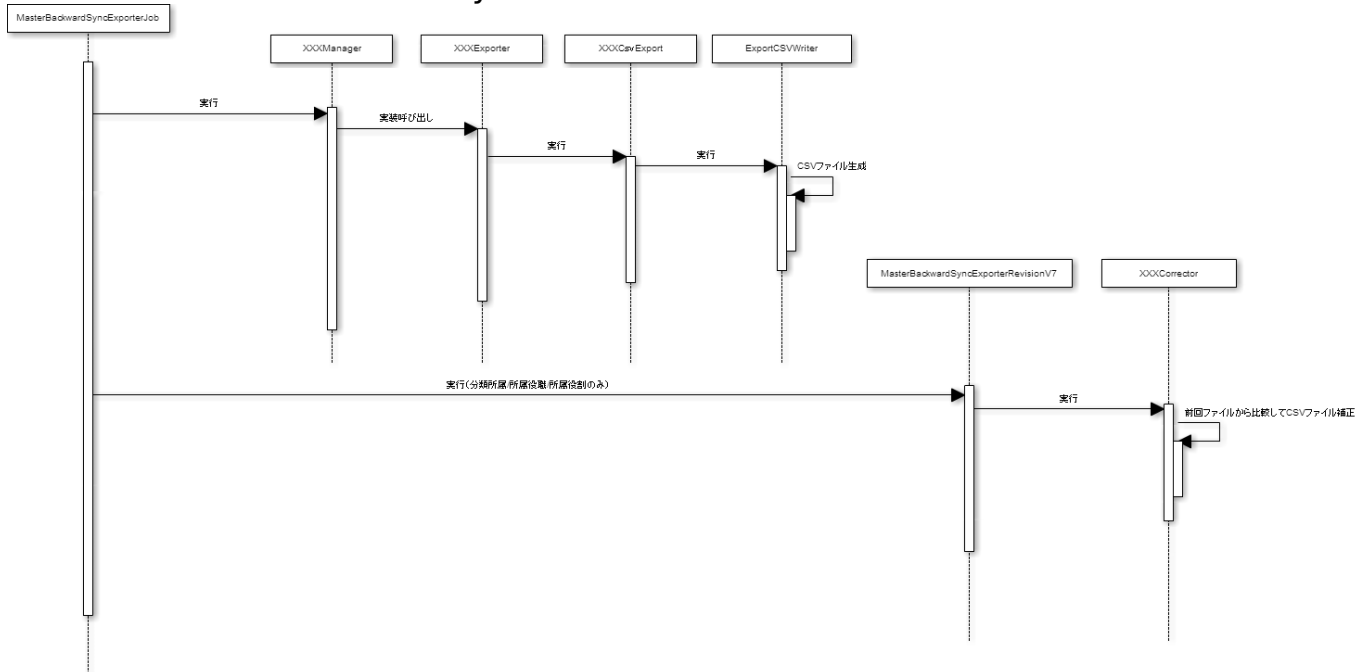 MasterBackwardSyncExporterJob
XXXManager
XXXExporter
XXXCsvExport
ExportCSVWriter
実行
実装呼び出し
実行
実行
CSVファイル生成
MasterBackwardSyncExporterRevisionV7
XXXCorrector
実行(分類所属/所属役職/所属役割のみ)
実行
前回ファイルから比較してCSVファイル補正